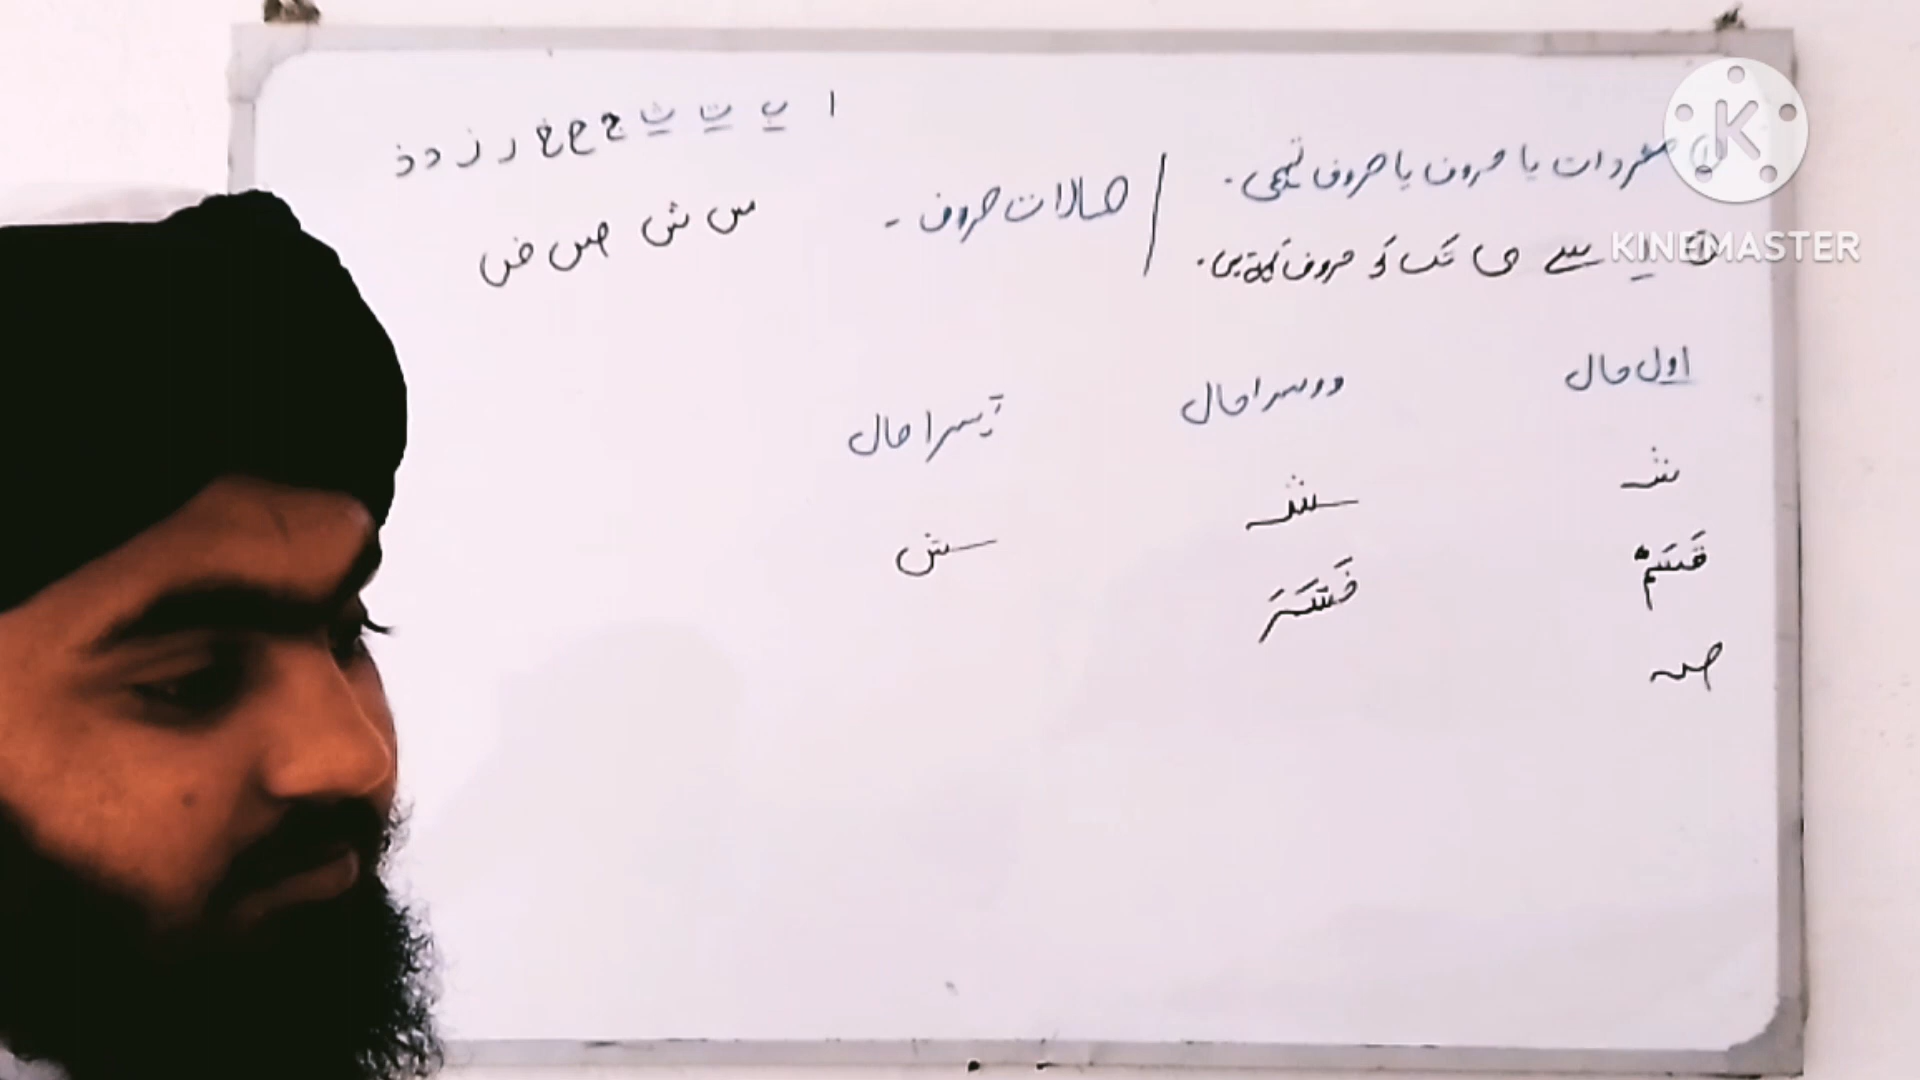 مفردات یا حروف یا حروف تہجی۔
ا سے ی تک کو حروف کہتے ہیں۔
حالات حروف ۔
ا ب ت ث ج ح خ ر ز د ذ
س ش ص ض
اول حال
دوسرا حال
تیسرا حال
شـ
ـشـ
ـش
قَسَمٌ
فَسَّرَ
صـ
KINEMASTER